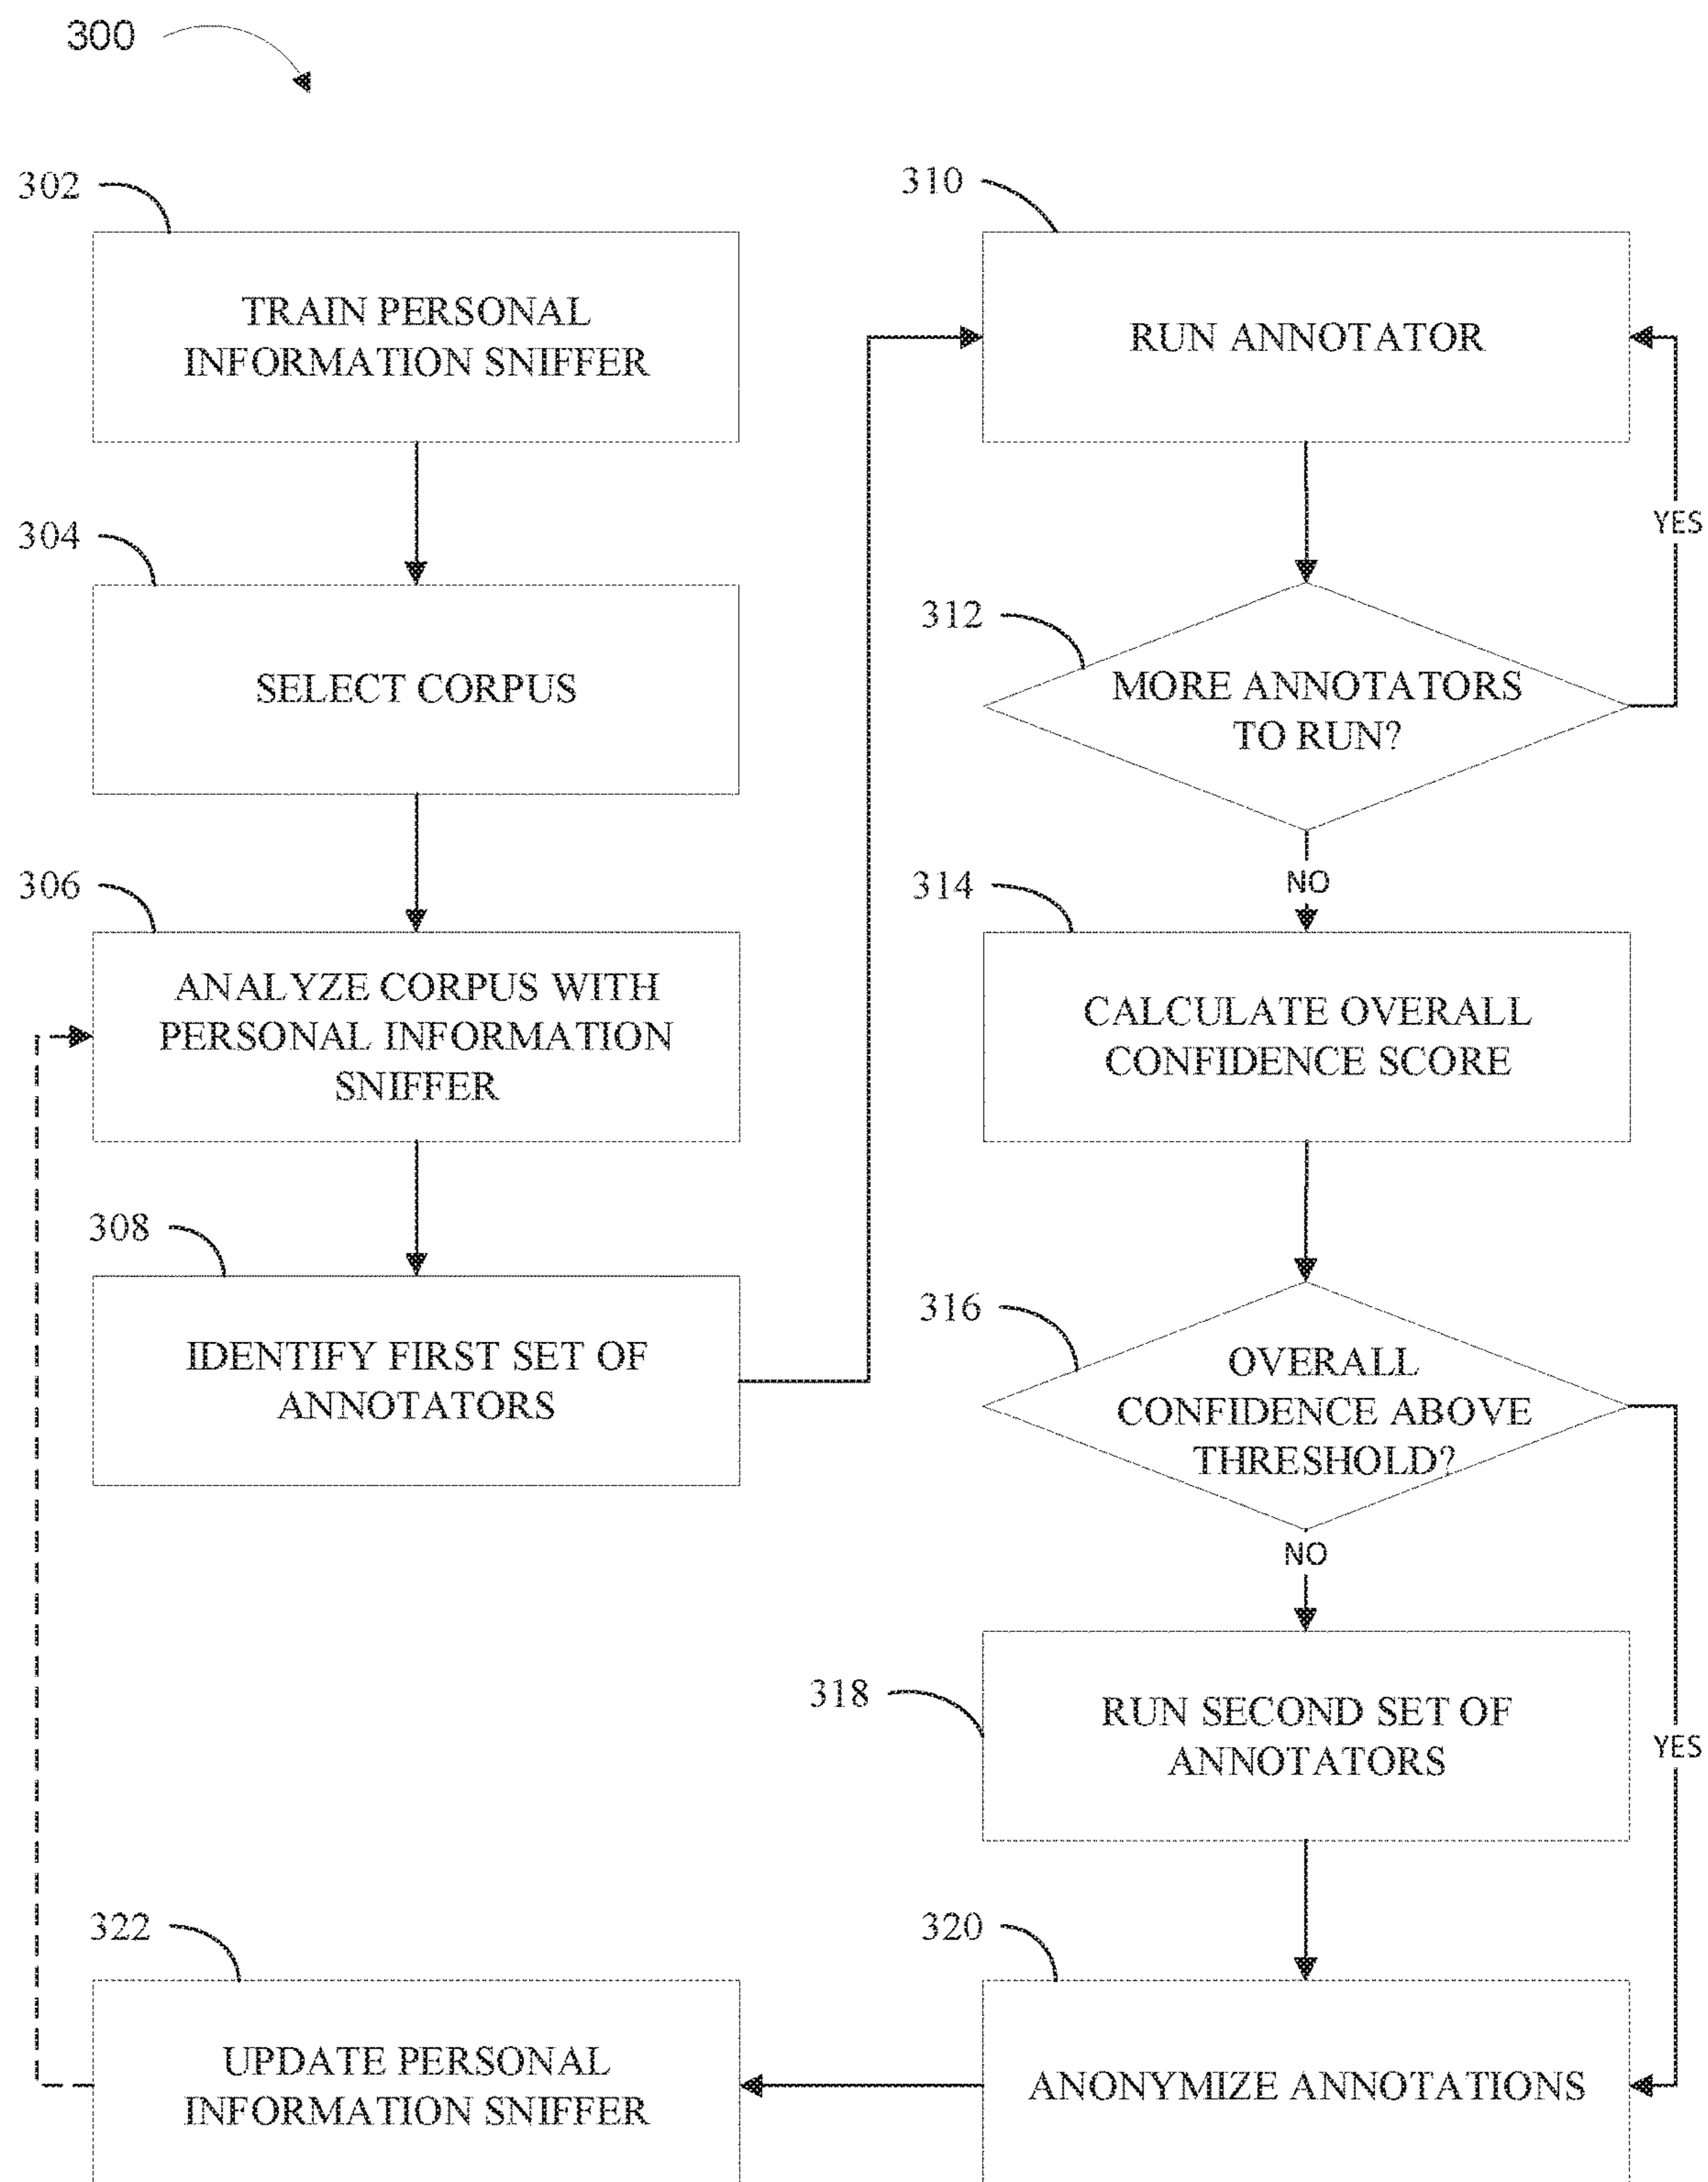 300
302
TRAIN PERSONAL
INFORMATION SNIFFER
304
SELECT CORPUS
306
ANALYZE CORPUS WITH
PERSONAL INFORMATION
SNIFFER
308
IDENTIFY FIRST SET OF
ANNOTATORS
310
RUN ANNOTATOR
YES
312
MORE ANNOTATORS
TO RUN?
NO
314
CALCULATE OVERALL
CONFIDENCE SCORE
316
OVERALL
CONFIDENCE ABOVE
THRESHOLD?
NO
YES
318
RUN SECOND SET OF
ANNOTATORS
320
ANONYMIZE ANNOTATIONS
322
UPDATE PERSONAL
INFORMATION SNIFFER